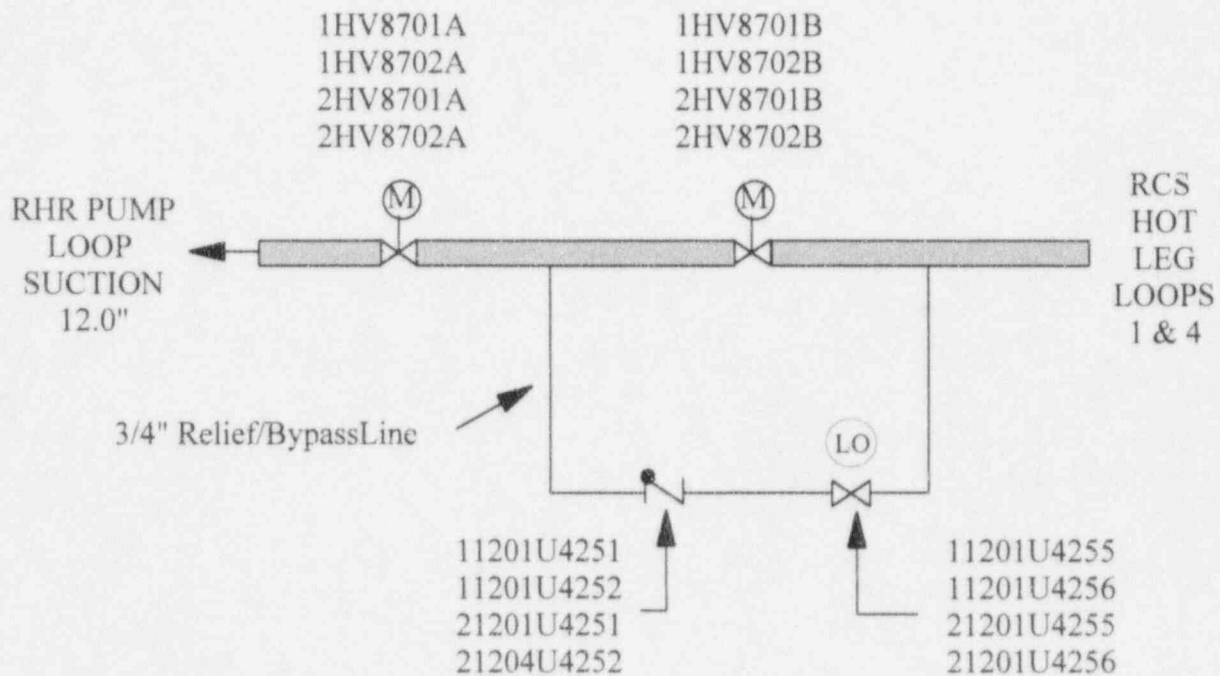 1HV8701A
1HV8702A
2HV8701A
2HV8702A
1HV8701B
1HV8702B
2HV8701B
2HV8702B
M
M
RHR PUMP
LOOP
SUCTION
12.0"
RCS
HOT
LEG
LOOPS
1 & 4
3/4" Relief/BypassLine
LO
11201U4251
11201U4252
21201U4251
21204U4252
11201U4255
11201U4256
21201U4255
21201U4256